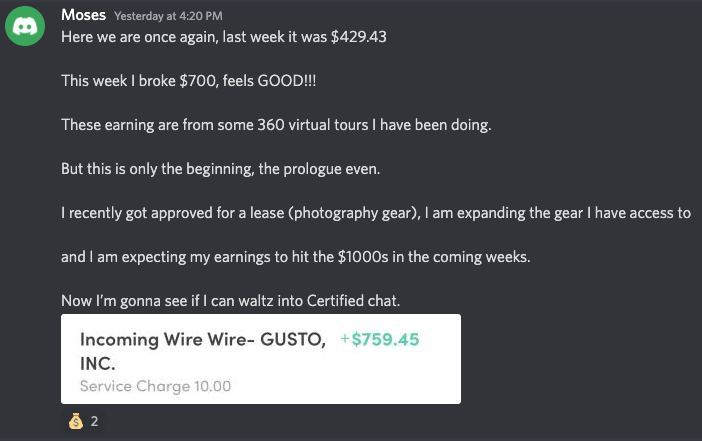 Moses Yesterday at 4:20 PM
Here we are once again, last week it was $429.43
This week I broke $700, feels GOOD!!!
These earning are from some 360 virtual tours I have been doing.
But this is only the beginning, the prologue even.
I recently got approved for a lease (photography gear), I am expanding the gear I have access to
and I am expecting my earnings to hit the $1000s in the coming weeks.
Now I'm gonna see if I can waltz into Certified chat.
Incoming Wire Wire- GUSTO, +$759.45
INC.
Service Charge 10.00
2